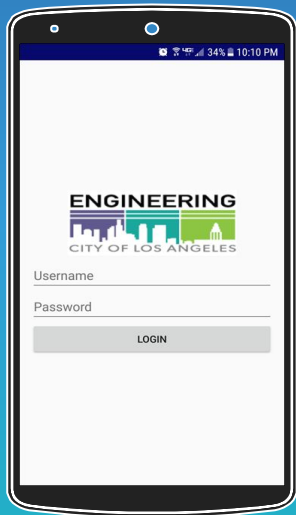 34% 10:10 PM
ENGINEERING
CITY OF LOS ANGELES
Username
Password
LOGIN